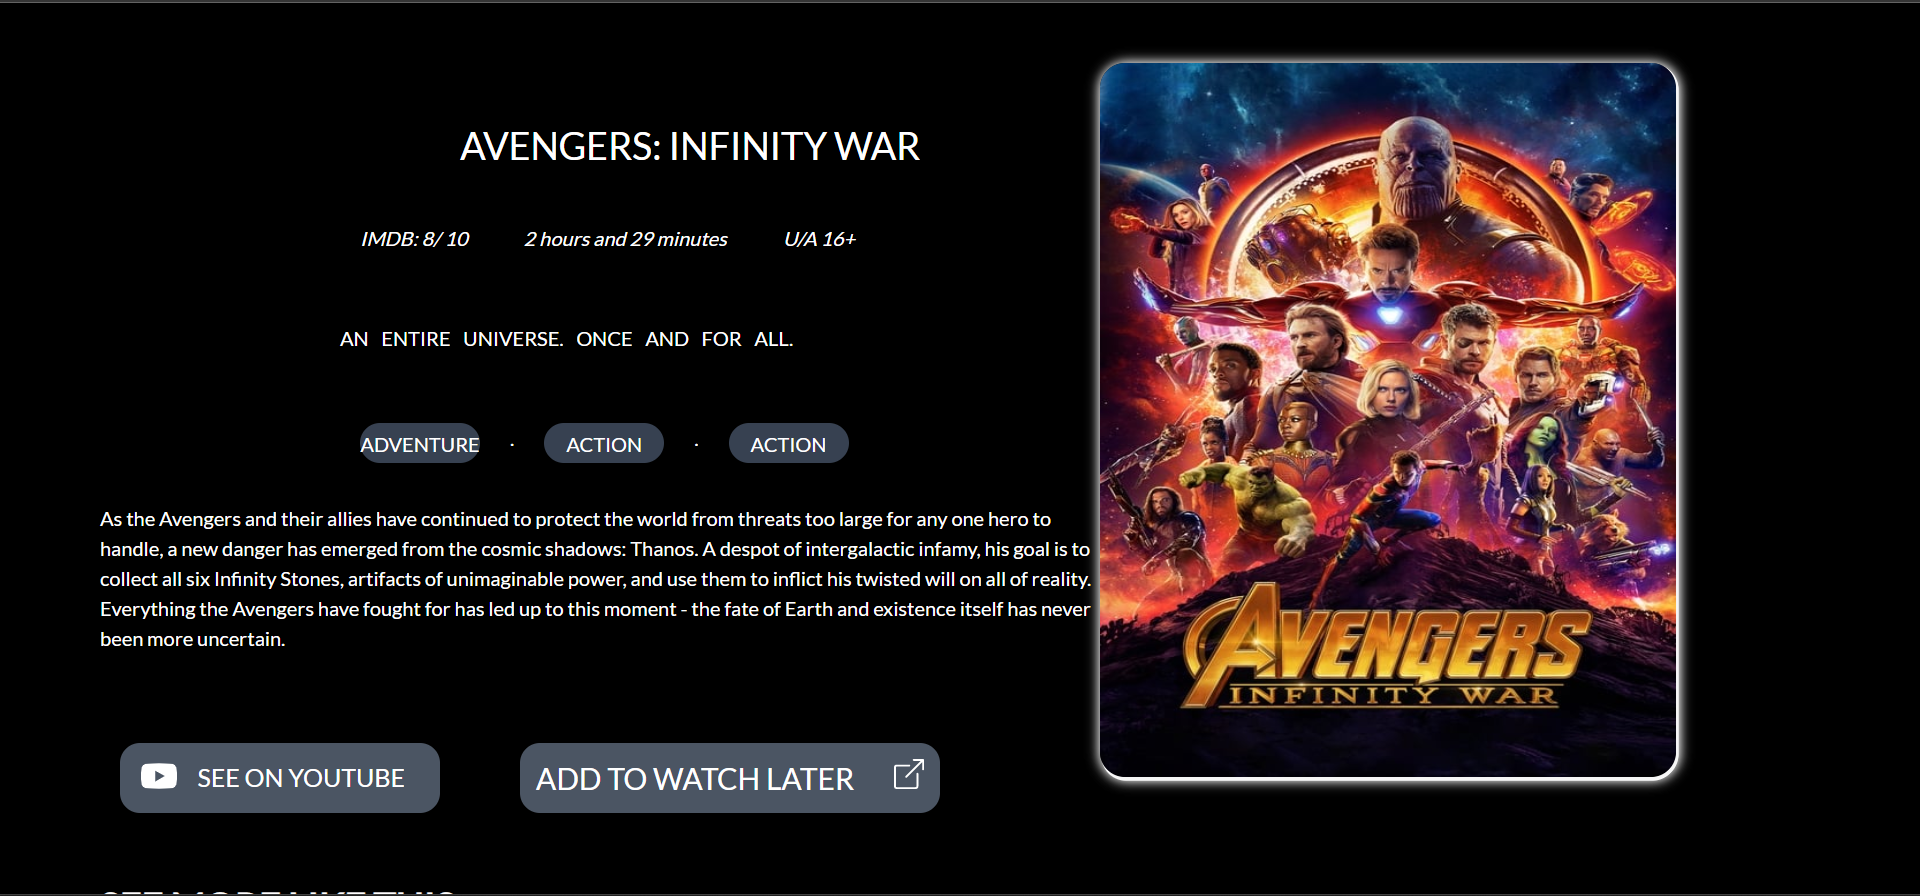 AVENGERS: INFINITY WAR
IMDB: 8/ 10 2 hours and 29 minutes U/A 16+
AN ENTIRE UNIVERSE. ONCE AND FOR ALL.
ADVENTURE · ACTION · ACTION
As the Avengers and their allies have continued to protect the world from threats too large for any one hero to
handle, a new danger has emerged from the cosmic shadows: Thanos. A despot of intergalactic infamy, his goal is to
collect all six Infinity Stones, artifacts of unimaginable power, and use them to inflict his twisted will on all of reality.
Everything the Avengers have fought for has led up to this moment - the fate of Earth and existence itself has never
been more uncertain.
SEE ON YOUTUBE
ADD TO WATCH LATER
AVENGERS
INFINITY WAR
SEE MORE LIKE THIS